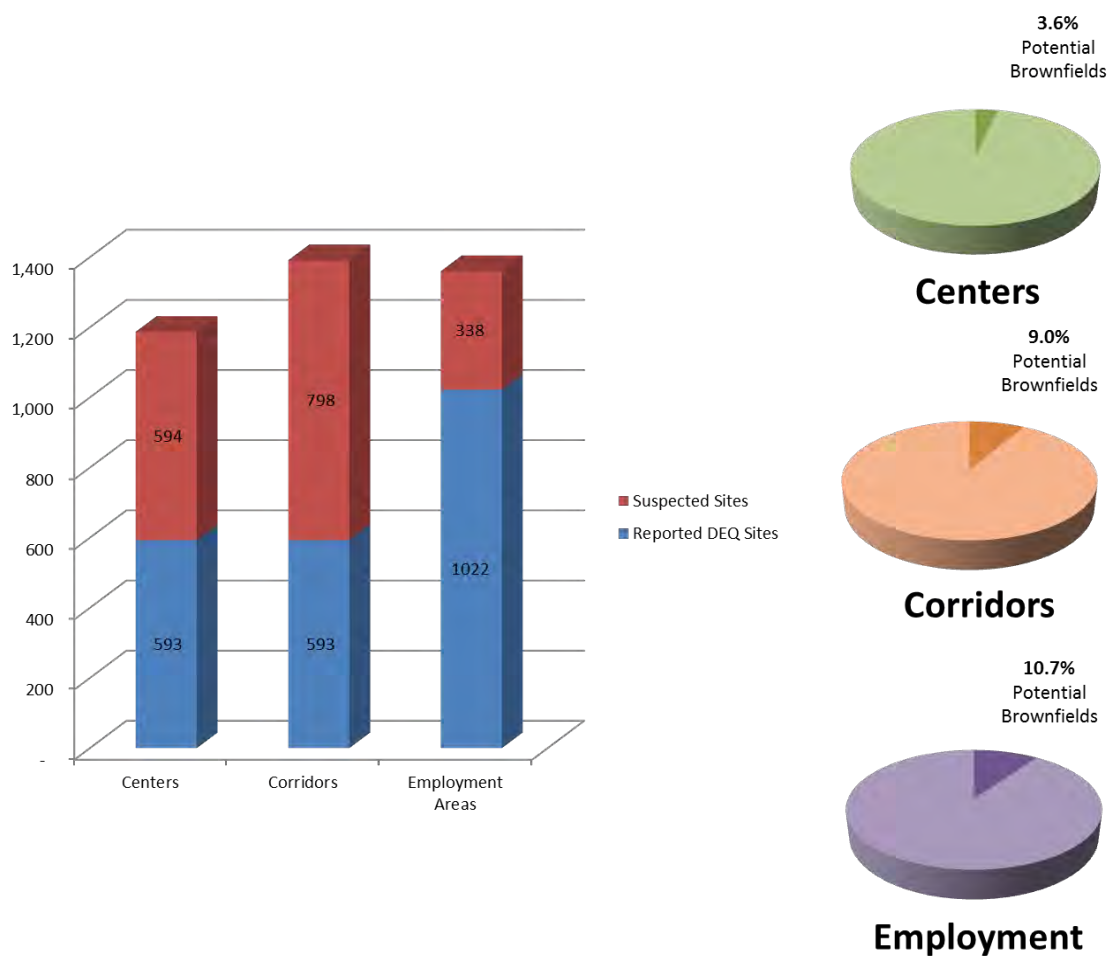 1,400
1,200
1,000
800
600
400
200
-
594
593
798
593
338
1022
Centers
Corridors
Employment
Areas
Suspected Sites
Reported DEQ Sites
3.6%
Potential
Brownfields
Centers
9.0%
Potential
Brownfields
Corridors
10.7%
Potential
Brownfields
Employment